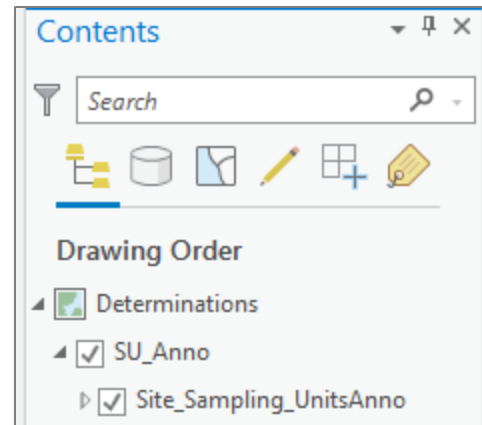 Contents
Search
Drawing Order
Determinations
SU_Anno
Site_Sampling_UnitsAnno